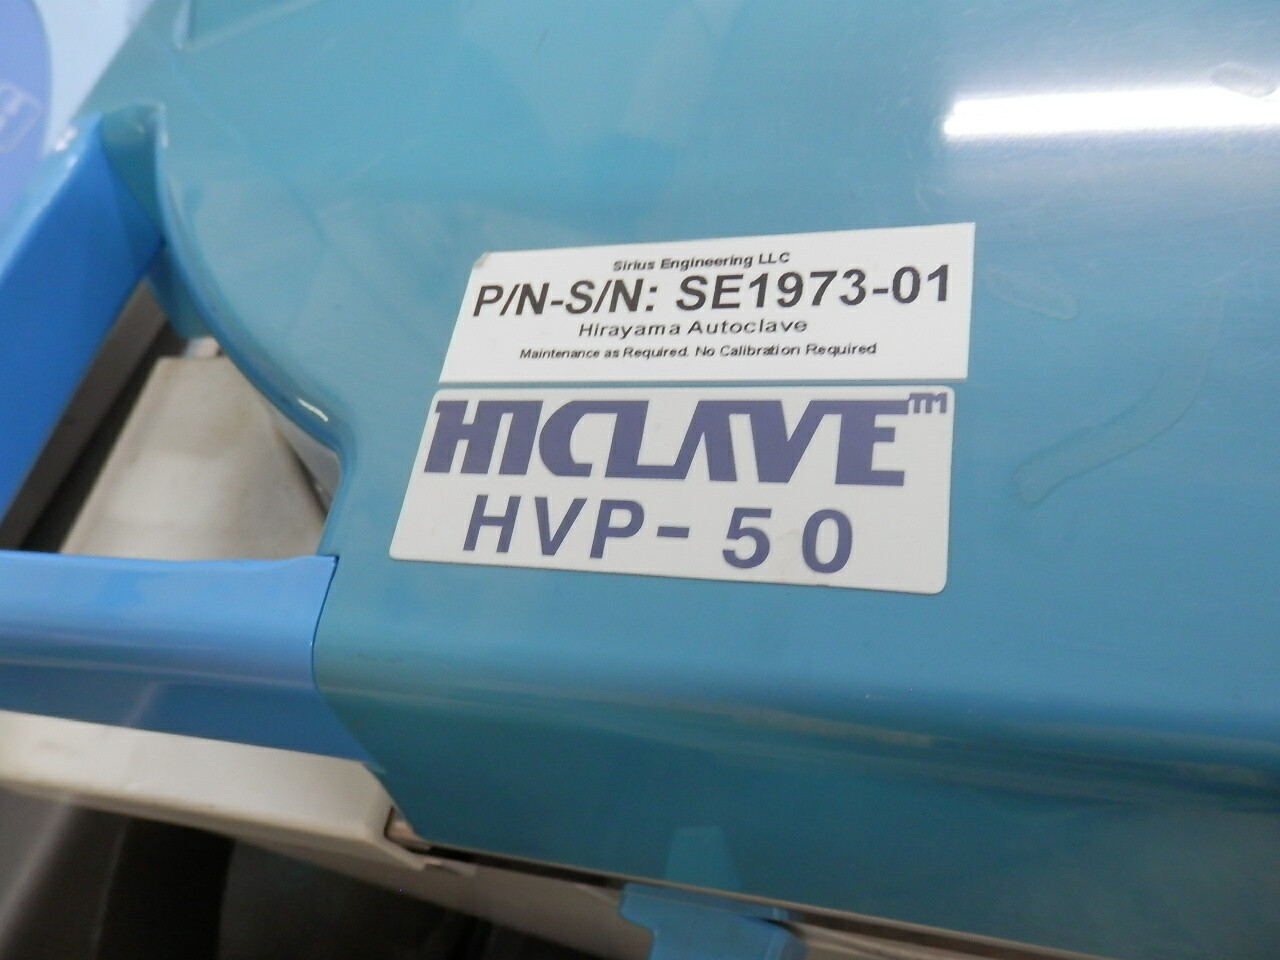 Sirius Engineering LLC
P/N-S/N: SE1973-01
Hirayama Autoclave
Maintenance as Required. No Calibration Required
HICLAVE™
HVP-50